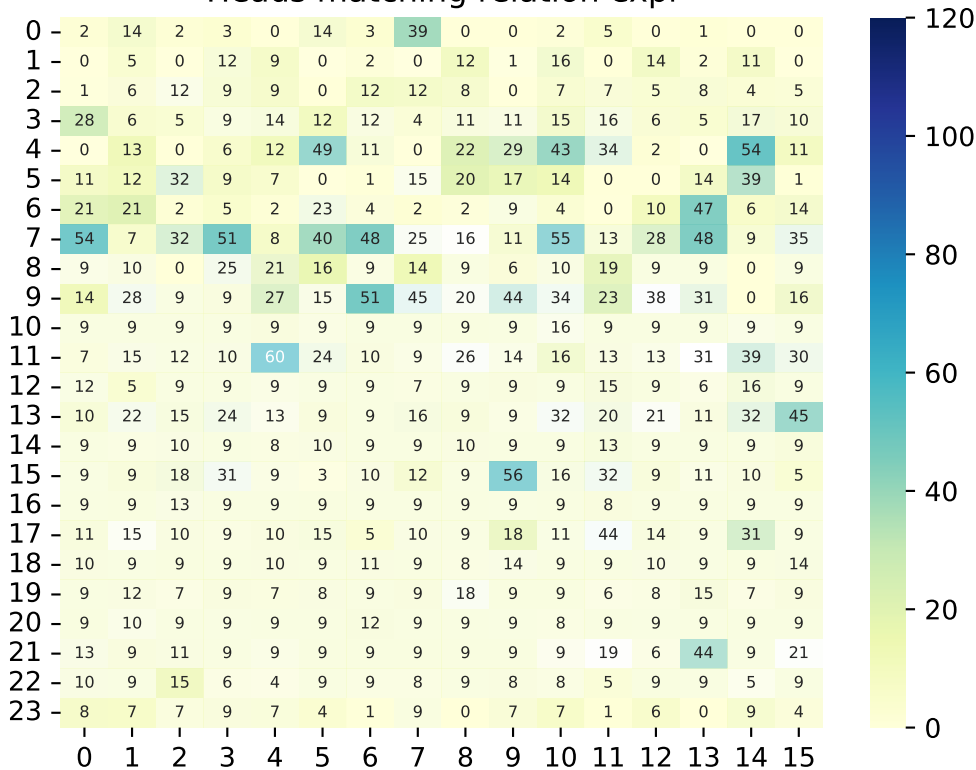 Heads matching relation expl
0 2 14 2 3 0 14 3 39 0 0 2 5 0 1 0 0
1 0 5 0 12 9 0 2 0 12 1 16 0 14 2 11 0
2 1 6 12 9 9 0 12 12 8 0 7 7 5 8 4 5
3 28 6 5 9 14 12 12 4 11 11 15 16 6 5 17 10
4 0 13 0 6 12 49 11 0 22 29 43 34 2 0 54 11
5 11 12 32 9 7 0 1 15 20 17 14 0 0 14 39 1
6 21 21 2 5 2 23 4 2 2 9 4 0 10 47 6 14
7 54 7 32 51 8 40 48 25 16 11 55 13 28 48 9 35
8 9 10 0 25 21 16 9 14 9 6 10 19 9 9 0 9
9 14 28 9 9 27 15 51 45 20 44 34 23 38 31 0 16
10 9 9 9 9 9 9 9 9 9 9 16 9 9 9 9 9
11 7 15 12 10 60 24 10 9 26 14 16 13 13 31 39 30
12 12 5 9 9 9 9 9 7 9 9 9 15 9 6 16 9
13 10 22 15 24 13 9 9 16 9 9 32 20 21 11 32 45
14 9 9 10 9 8 10 9 9 10 9 9 13 9 9 9 9
15 9 9 18 31 9 3 10 12 9 56 16 32 9 11 10 5
16 9 9 13 9 9 9 9 9 9 9 9 8 9 9 9 9
17 11 15 10 9 10 15 5 10 9 18 11 44 14 9 31 9
18 10 9 9 9 10 9 11 9 8 14 9 9 10 9 9 14
19 9 12 7 9 7 8 9 9 18 9 9 6 8 15 7 9
20 9 10 9 9 9 9 12 9 9 9 8 9 9 9 9 9
21 13 9 11 9 9 9 9 9 9 9 9 19 6 44 9 21
22 10 9 15 6 4 9 9 8 9 8 8 5 9 9 5 9
23 8 7 7 9 7 4 1 9 0 7 7 1 6 0 9 4
0 1 2 3 4 5 6 7 8 9 10 11 12 13 14 15
120
100
80
60
40
20
0